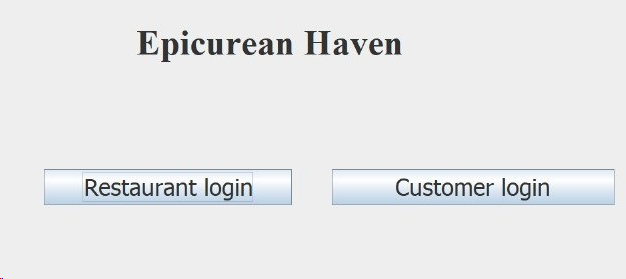 Epicurean Haven
Restaurant login
Customer login